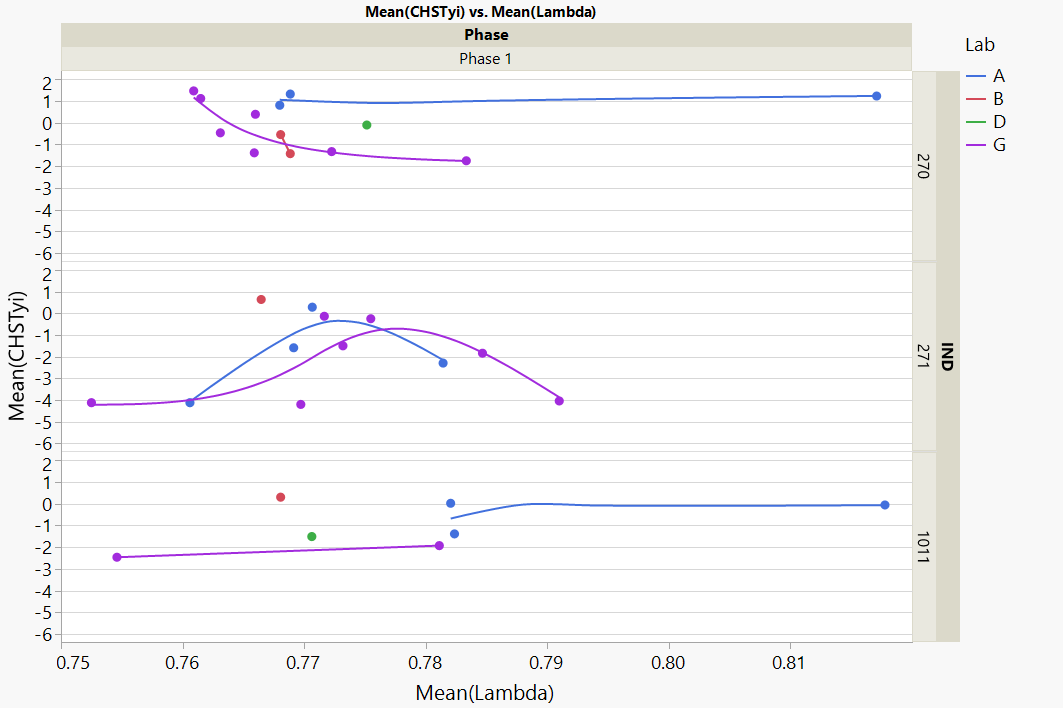 Mean(CHSTyi) vs. Mean(Lambda)
Phase
Phase 1
Lab
A
B
D
G
2
1
0
-1
-2
-3
-4
-5
-6
270
2
1
0
-1
-2
-3
-4
-5
-6
271
2
1
0
-1
-2
-3
-4
-5
-6
1011
IND
Mean(CHSTyi)
0.75 0.76 0.77 0.78 0.79 0.80 0.81
Mean(Lambda)